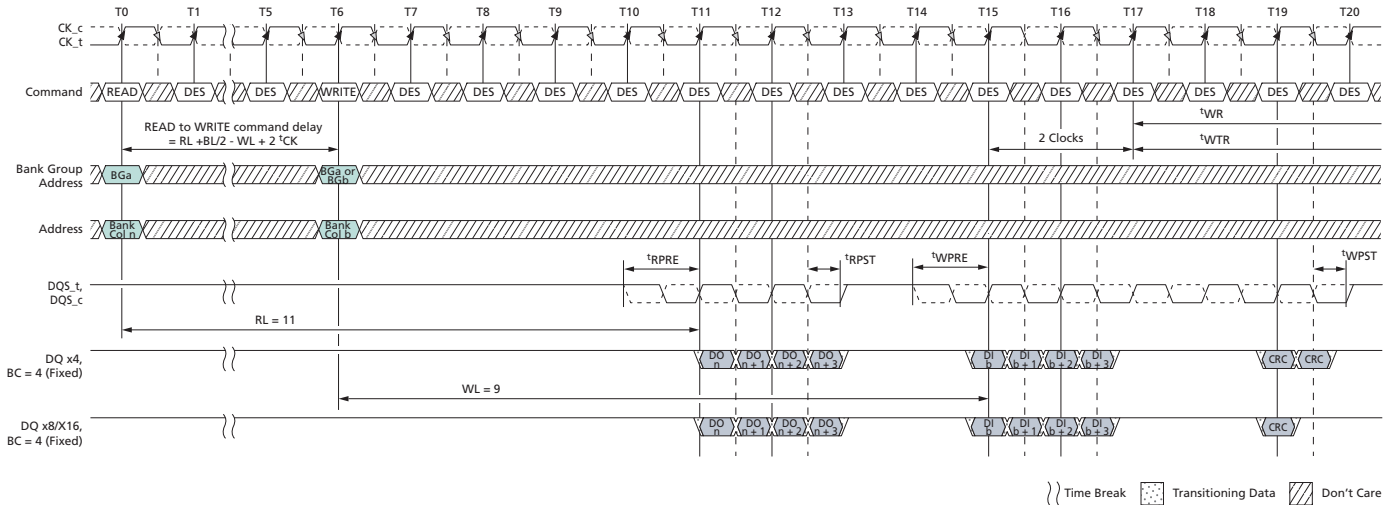 T0 T1 T5 T6 T7 T8 T9 T10 T11 T12 T13 T14 T15 T16 T17 T18 T19 T20
CK_c
CK_t
Command READ DES DES WRITE DES DES DES DES DES DES DES DES DES DES DES DES DES DES
READ to WRITE command delay
= RL +BL/2 - WL + 2 tCK
tWR
2 Clocks
tWTR
Bank Group
Address
BGa
BGa or
BGb
Address
Bank
Col n
Bank
Col b
tRPRE tRPST tWPRE tWPST
DQS_t,
DQS_c
RL = 11
DQ x4,
BC = 4 (Fixed)
DO
n
DO
n + 1
DO
n + 2
DO
n + 3
DI
b
DI
b + 1
DI
b + 2
DI
b + 3
CRC CRC
WL = 9
DQ x8/X16,
BC = 4 (Fixed)
DO
n
DO
n + 1
DO
n + 2
DO
n + 3
DI
b
DI
b + 1
DI
b + 2
DI
b + 3
CRC
Time Break Transitioning Data Don't Care